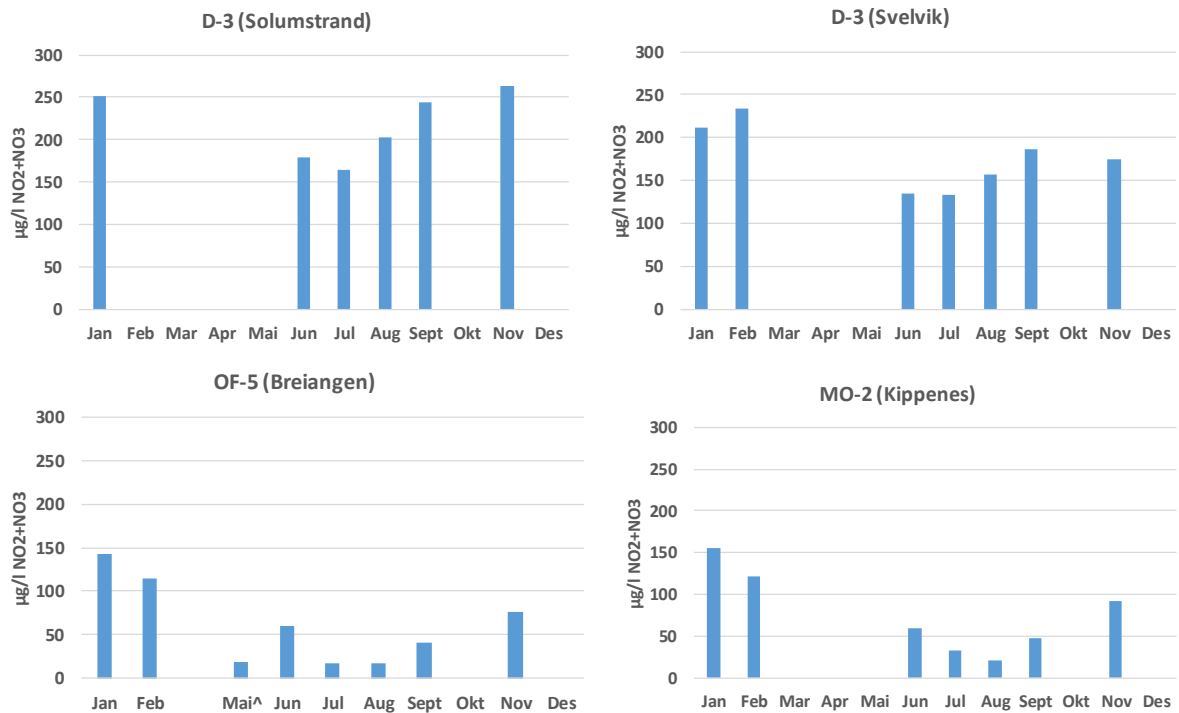 D-3 (Solumstrand)
µg/l NO2+NO3
300
250
200
150
100
50
0
Jan Feb Mar Apr Mai Jun Jul Aug Sept Okt Nov Des
D-3 (Svelvik)
µg/l NO2+NO3
300
250
200
150
100
50
0
Jan Feb Mar Apr Mai Jun Jul Aug Sept Okt Nov Des
OF-5 (Breiangen)
µg/l NO2+NO3
300
250
200
150
100
50
0
Jan Feb Mai^ Jun Jul Aug Sept Okt Nov Des
MO-2 (Kippenes)
µg/l NO2+NO3
300
250
200
150
100
50
0
Jan Feb Mar Apr Mai Jun Jul Aug Sept Okt Nov Des